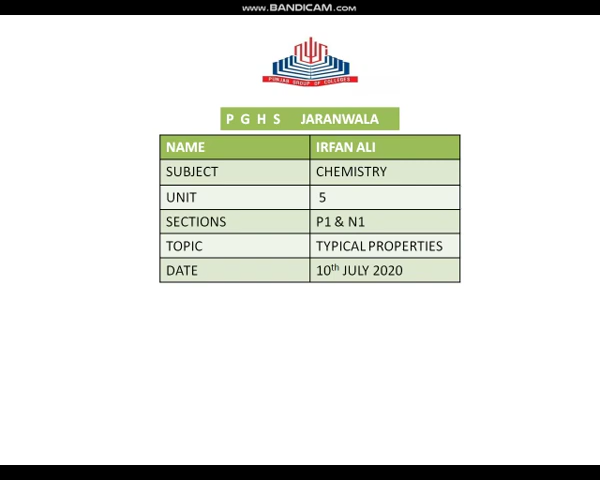 www.BANDICAM.com
PUNJAB GROUP OF COLLEGES
P G H S JARANWALA
NAME IRFAN ALI
SUBJECT CHEMISTRY
UNIT 5
SECTIONS P1 & N1
TOPIC TYPICAL PROPERTIES
DATE 10th JULY 2020